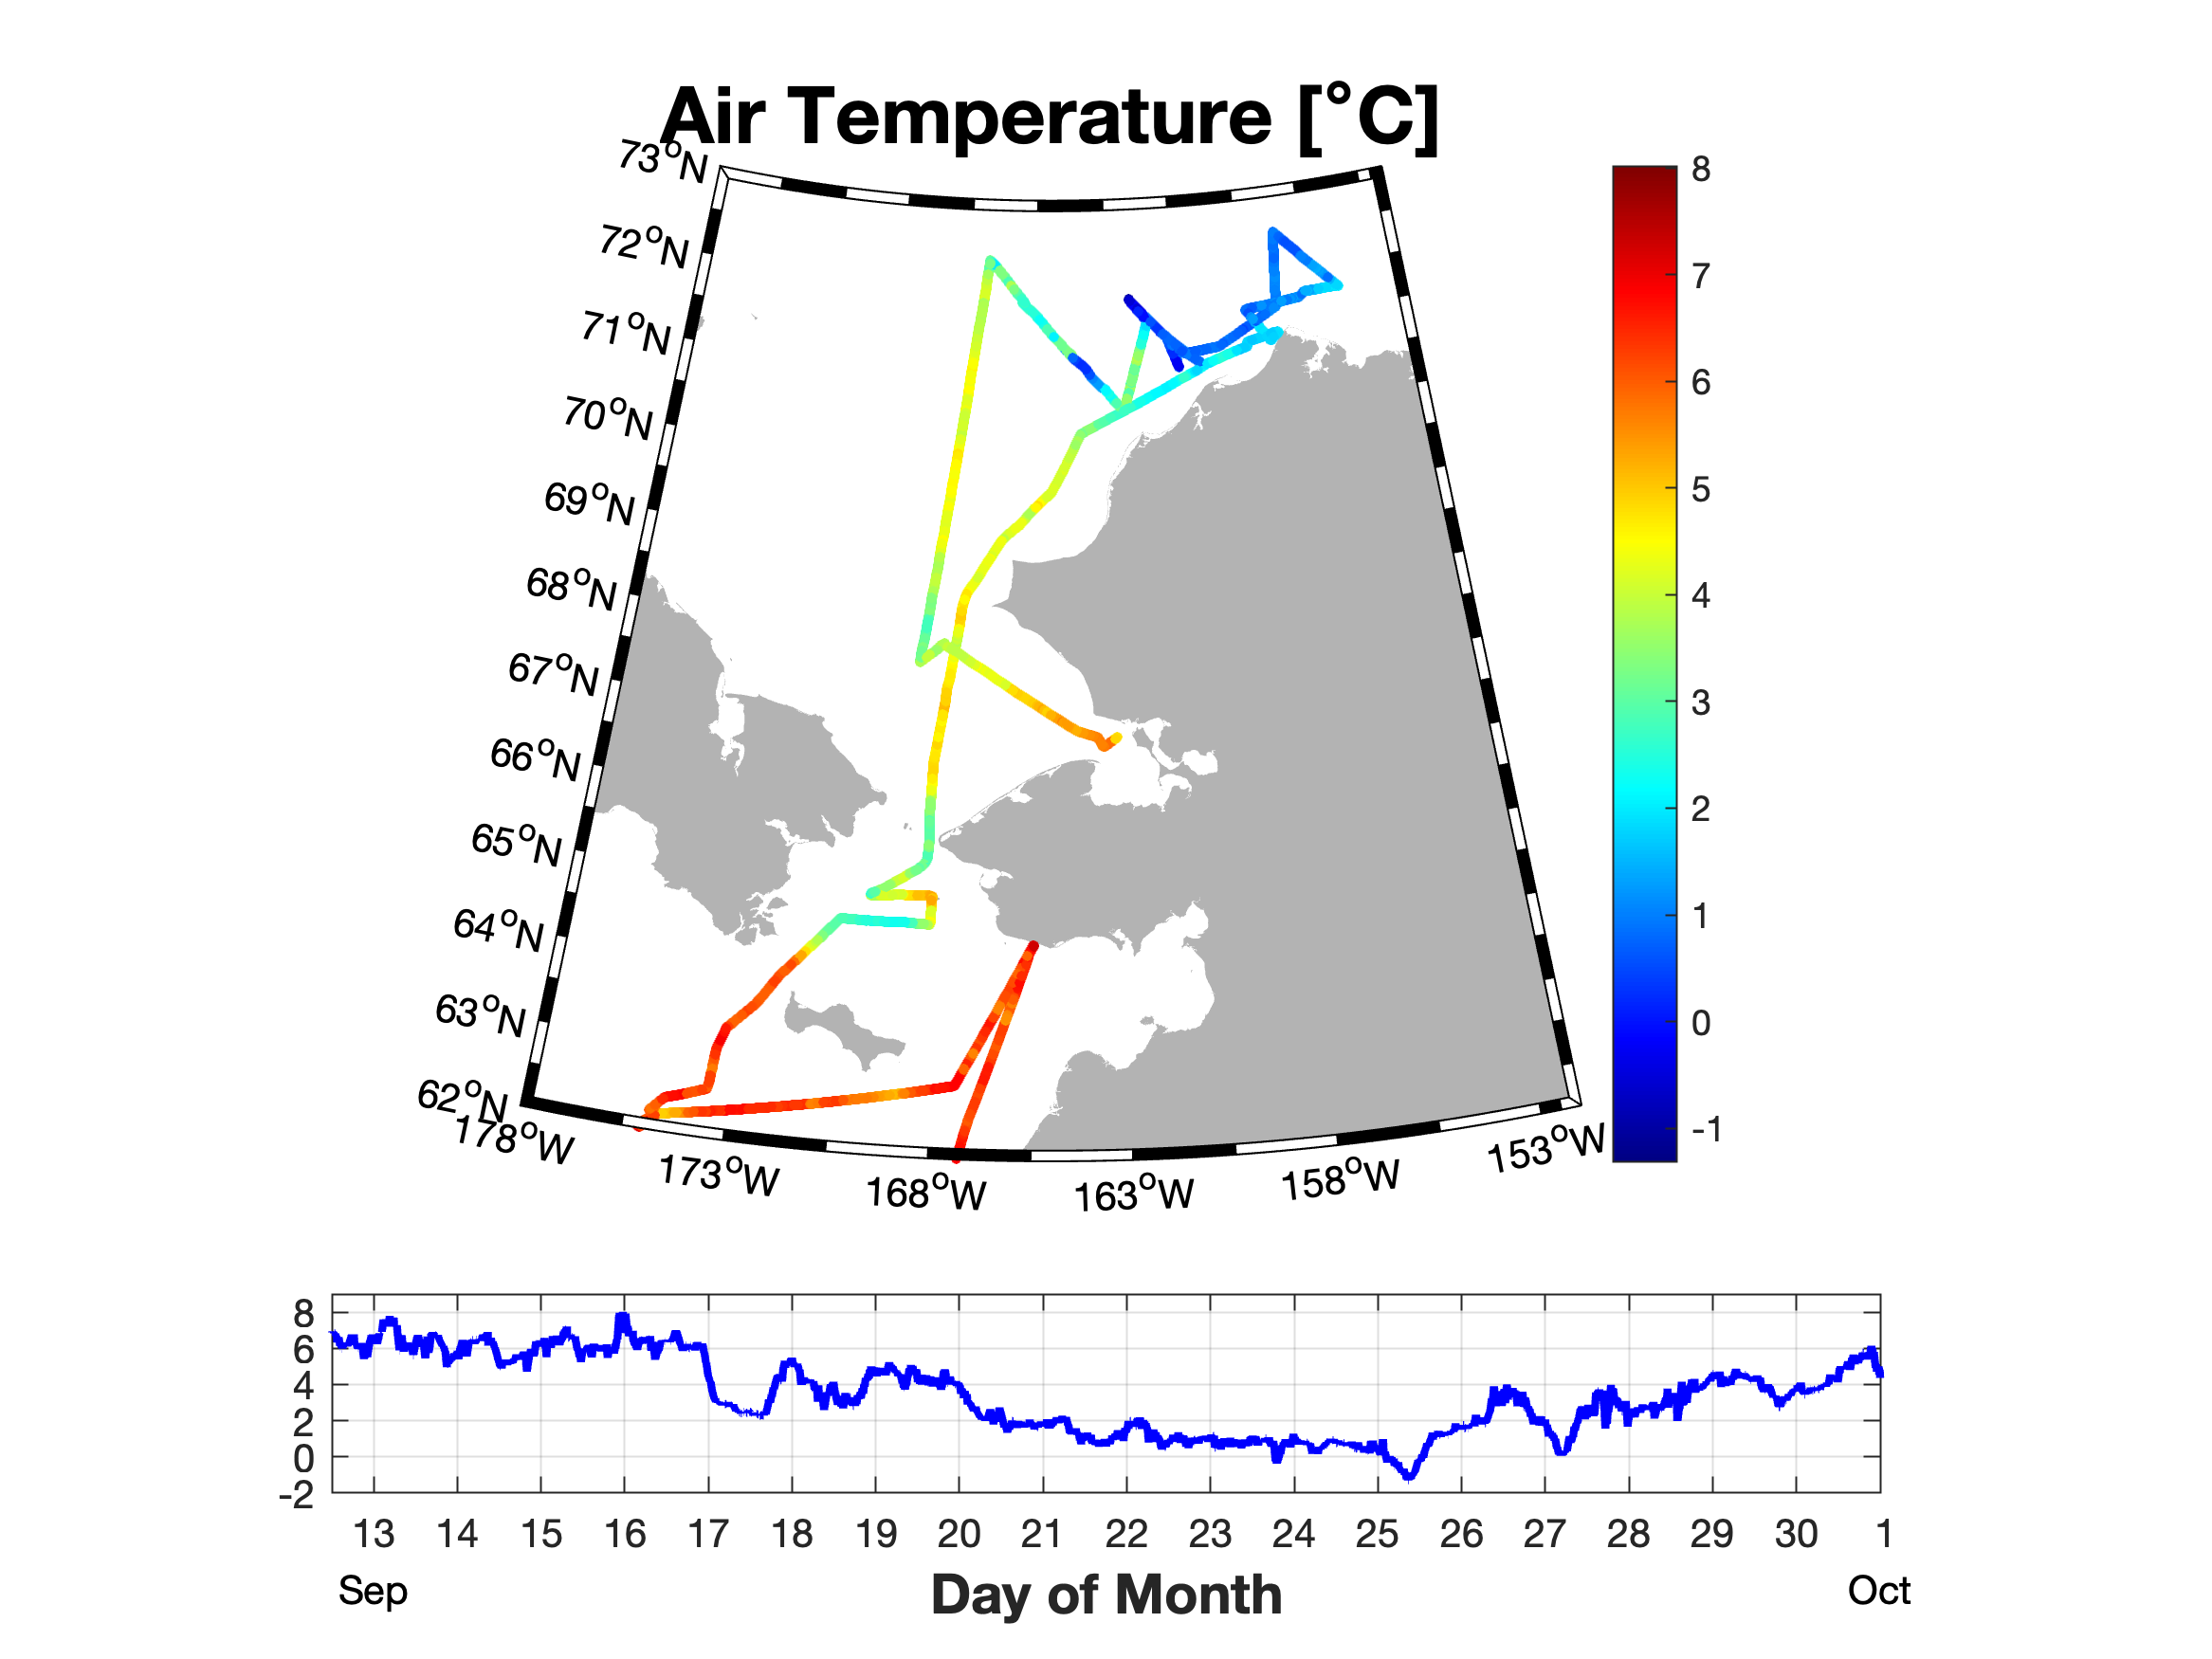 Air Temperature [°C]
73°N
72°N
71°N
70°N
69°N
68°N
67°N
66°N
65°N
64°N
63°N
62°N
178°W
173°W
168°W
163°W
158°W
153°W
8
7
6
5
4
3
2
1
0
-1
8
6
4
2
0
-2
13 14 15 16 17 18 19 20 21 22 23 24 25 26 27 28 29 30 1
Sep Day of Month Oct